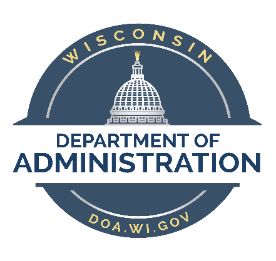 WISCONSIN
DEPARTMENT OF
ADMINISTRATION
DOA.WI.GOV